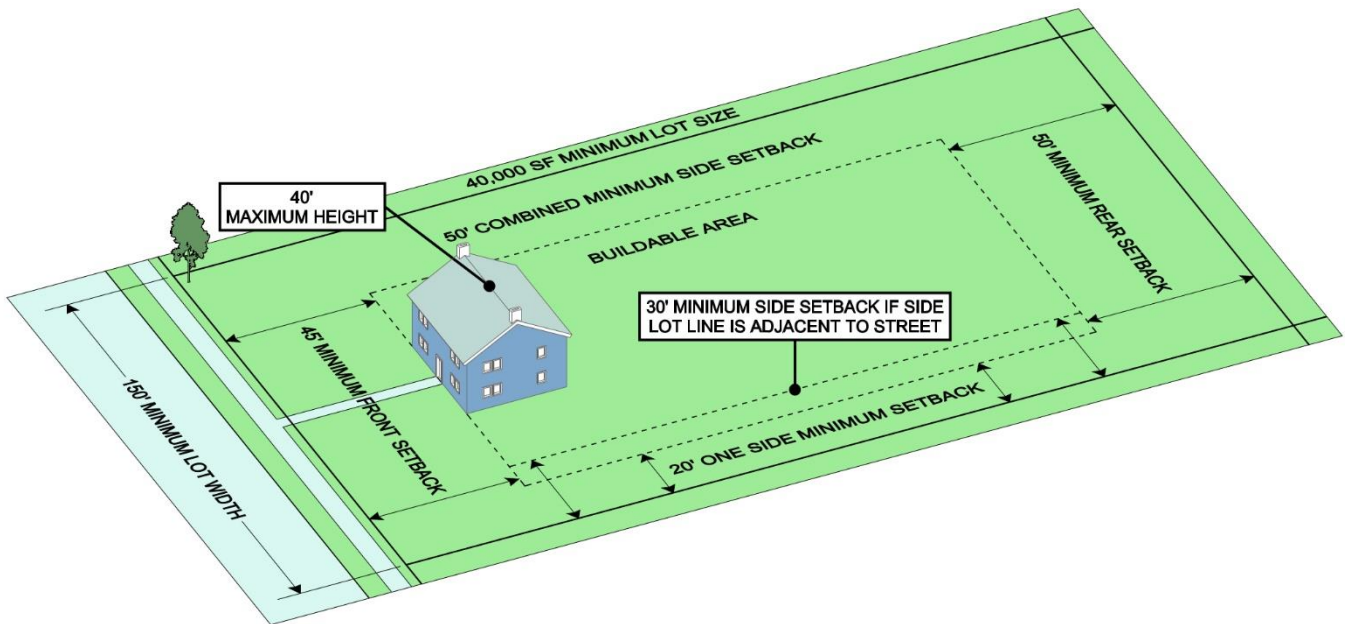 40,000 SF MINIMUM LOT SIZE
40'
MAXIMUM HEIGHT
50' COMBINED MINIMUM SIDE SETBACK
BUILDABLE AREA
50' MINIMUM REAR SETBACK
30' MINIMUM SIDE SETBACK IF SIDE
LOT LINE IS ADJACENT TO STREET
45' MINIMUM FRONT SETBACK
150' MINIMUM LOT WIDTH
20' ONE SIDE MINIMUM SETBACK